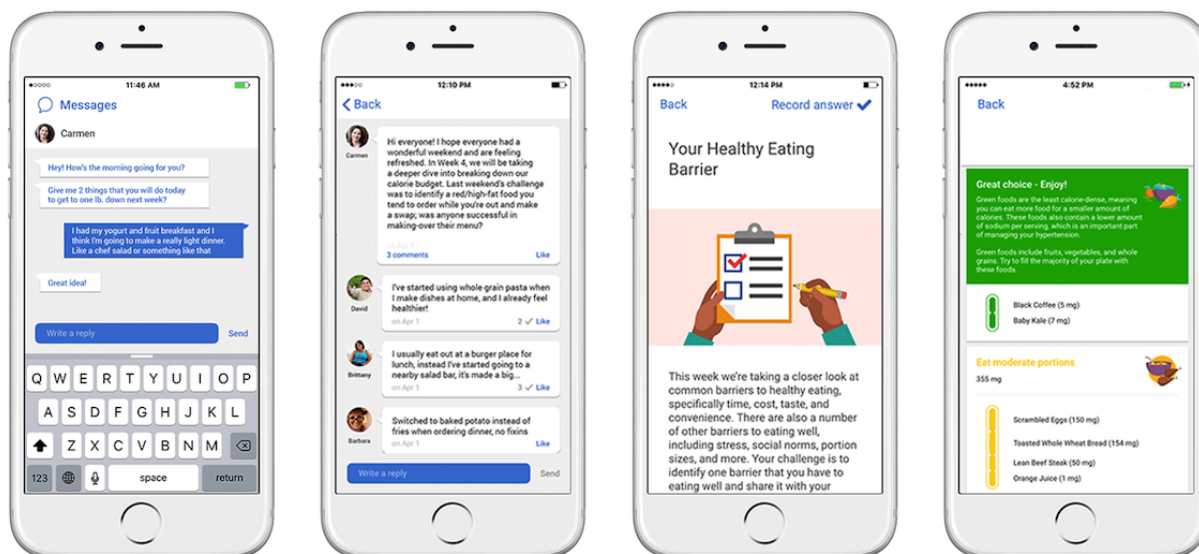 11:46 AM
Messages
Carmen
Hey! How's the morning going for you?
Give me 2 things that you will do today
to get to one lb. down next week?
I had my yogurt and fruit breakfast and I
think I'm going to make a really light dinner.
Like a chef salad or something like that
Great idea!
Write a reply
Send
Q W E R T Y U I O P
A S D F G H J K L
Z X C V B N M
123
space
return
12:10 PM
Back
Carmen
Hi everyone! I hope everyone had a
wonderful weekend and are feeling
refreshed. In Week 4, we will be taking
a deeper dive into breaking down our
calorie budget. Last weekend's challenge
was to identify a red/high-fat food you
tend to order while you're out and make
a swap; was anyone successful in
making-over their menu?
on Apr 1
3 comments
Like
David
I've started using whole grain pasta when
I make dishes at home, and I already feel
healthier!
on Apr 1
2 Like
Brittany
I usually eat out at a burger place for
lunch, instead I've started going to a
nearby salad bar, it's made a big...
on Apr 1
3 Like
Barbara
Switched to baked potato instead of
fries when ordering dinner, no fixins
on Apr 1
Like
Write a reply
Send
12:14 PM
Back
Record answer
Your Healthy Eating
Barrier
This week we're taking a closer look at
common barriers to healthy eating,
specifically time, cost, taste, and
convenience. There are also a number
of other barriers to eating well,
including stress, social norms, portion
sizes, and more. Your challenge is to
identify one barrier that you have to
eating well and share it with your
4:52 PM
Back
Great choice - Enjoy!
Green foods are the least calorie-dense, meaning
you can eat more food for a smaller amount of
calories. These foods also contain a lower amount
of sodium per serving, which is an important part
of managing your hypertension.
Green foods include fruits, vegetables, and whole
grains. Try to fill the majority of your plate with
these foods.
Black Coffee (5 mg)
Baby Kale (7 mg)
Eat moderate portions
355 mg
Scrambled Eggs (150 mg)
Toasted Whole Wheat Bread (154 mg)
Lean Beef Steak (50 mg)
Orange Juice (1 mg)